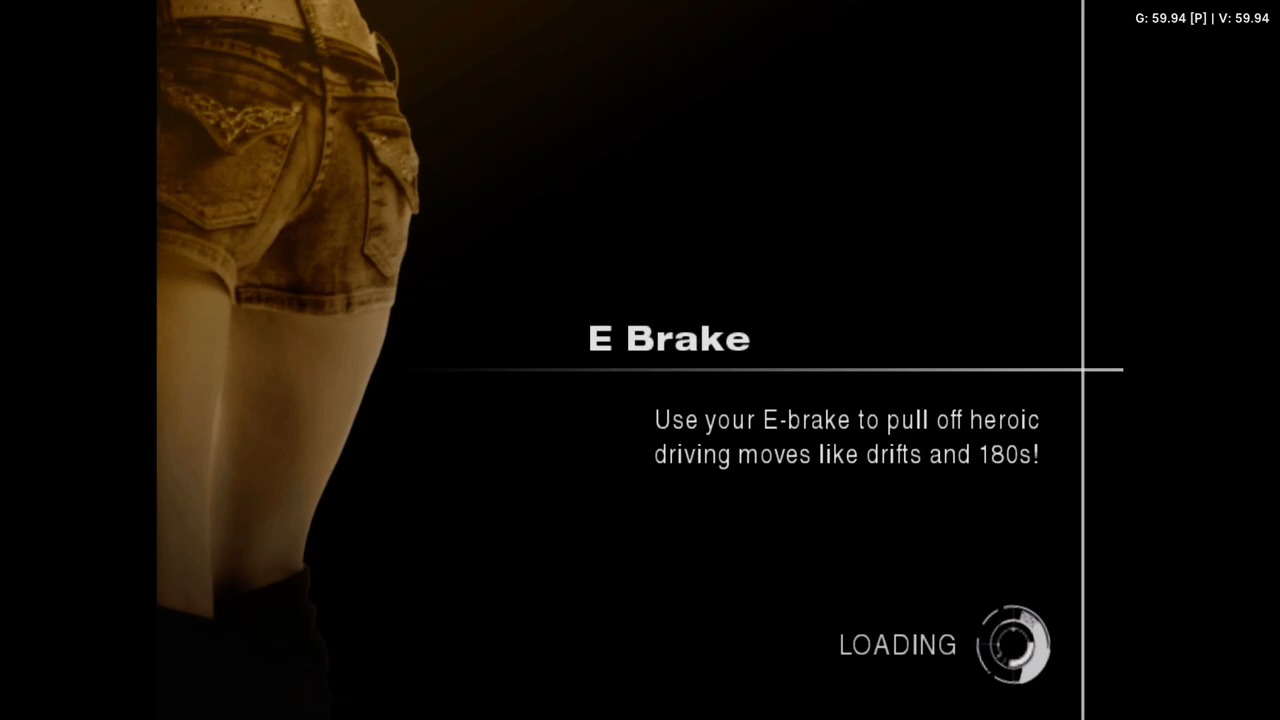 G: 59.94 [P] | V: 59.94
E Brake
Use your E-brake to pull off heroic
driving moves like drifts and 180s!
LOADING